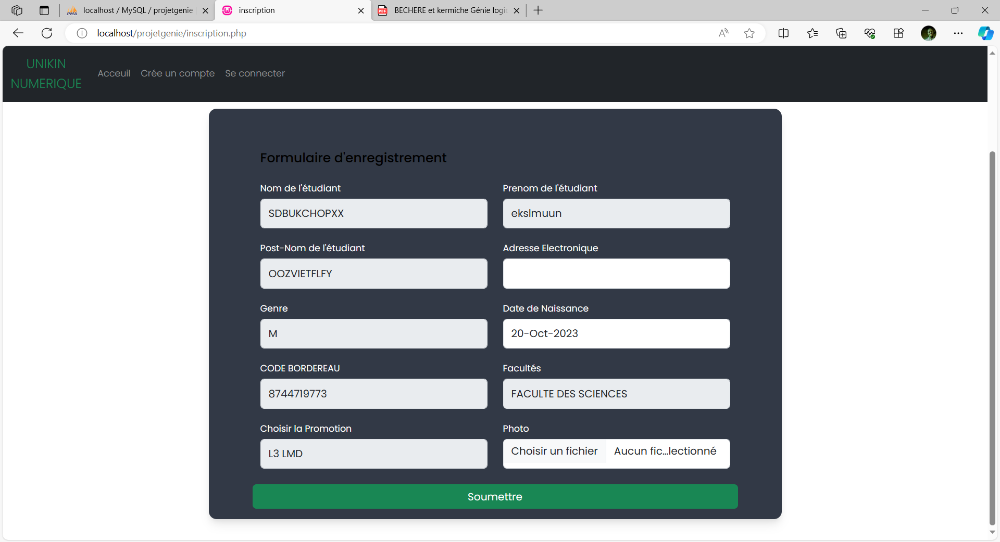 localhost / MySQL / projetgenie
inscription
BECHERE et kermiche Génie logi
localhost/projetgenie/inscription.php
UNIKIN
NUMERIQUE
Acceuil Crée un compte Se connecter
Formulaire d'enregistrement
Nom de l'étudiant Prenom de l'étudiant
SDBUKCHOPXX ekslmuun
Post-Nom de l'étudiant Adresse Electronique
OOZVIETFLFY
Genre Date de Naissance
M 20-Oct-2023
CODE BORDEREAU Facultés
8744719773 FACULTE DES SCIENCES
Choisir la Promotion Photo
L3 LMD Choisir un fichier Aucun fic...lectionné
Soumettre